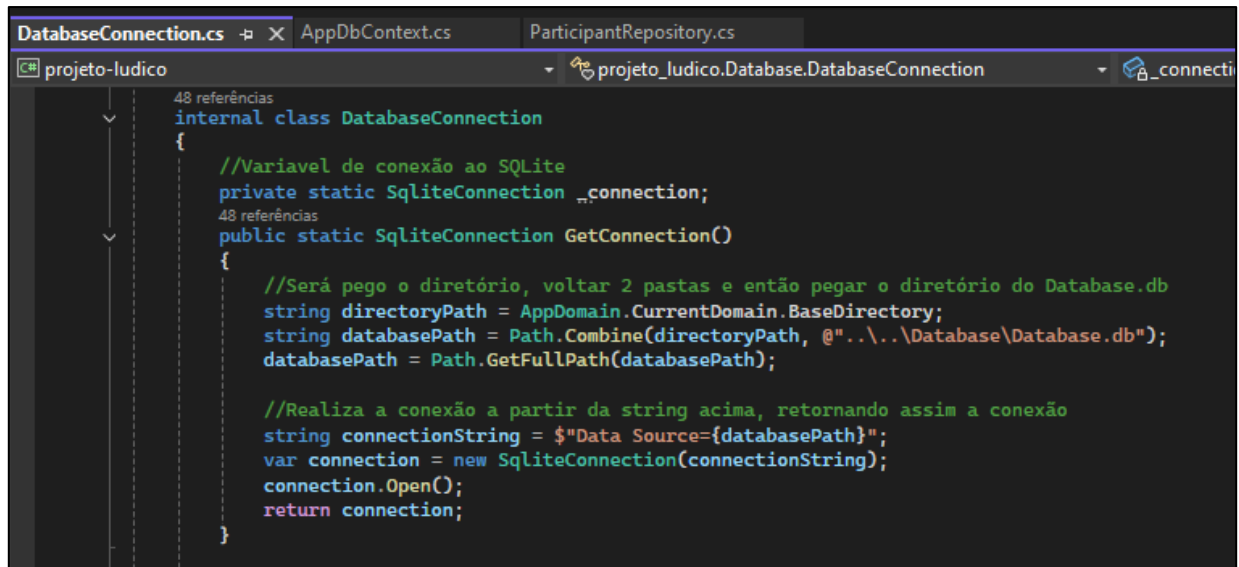 DatabaseConnection.cs AppDbContext.cs ParticipantRepository.cs
C# projeto-ludico projeto_ludico.Database.DatabaseConnection _connecti
48 referências
internal class DatabaseConnection
{
//Variavel de conexão ao SQLite
private static SqliteConnection _connection;
48 referências
public static SqliteConnection GetConnection()
{
//Será pego o diretório, voltar 2 pastas e então pegar o diretório do Database.db
string directoryPath = AppDomain.CurrentDomain.BaseDirectory;
string databasePath = Path.Combine(directoryPath, @"..\..\Database\Database.db");
databasePath = Path.GetFullPath(databasePath);
//Realiza a conexão a partir da string acima, retornando assim a conexão
string connectionString = $"Data Source={databasePath}";
var connection = new SqliteConnection(connectionString);
connection.Open();
return connection;
}